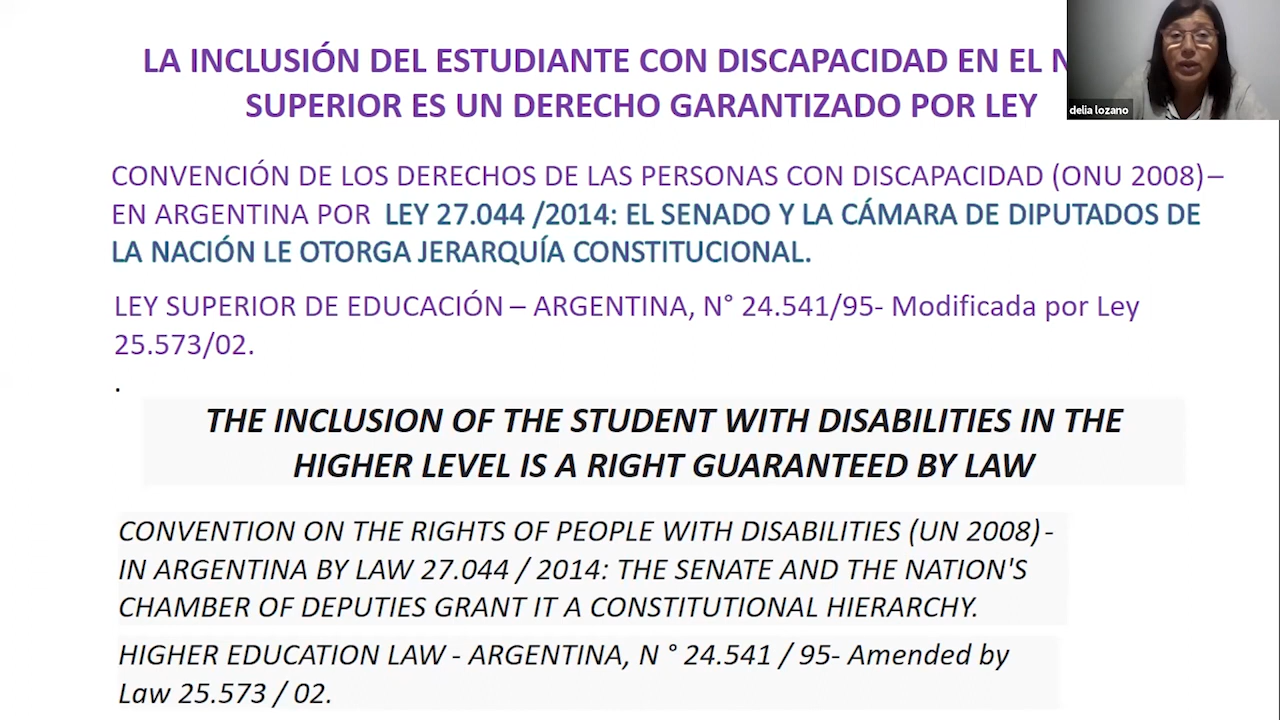 LA INCLUSIÓN DEL ESTUDIANTE CON DISCAPACIDAD EN EL
SUPERIOR ES UN DERECHO GARANTIZADO POR LEY
delia lozano
CONVENCIÓN DE LOS DERECHOS DE LAS PERSONAS CON DISCAPACIDAD (ONU 2008) –
EN ARGENTINA POR LEY 27.044 /2014: EL SENADO Y LA CÁMARA DE DIPUTADOS DE
LA NACIÓN LE OTORGA JERARQUÍA CONSTITUCIONAL.
LEY SUPERIOR DE EDUCACIÓN – ARGENTINA, N° 24.541/95- Modificada por Ley
25.573/02.
.
THE INCLUSION OF THE STUDENT WITH DISABILITIES IN THE
HIGHER LEVEL IS A RIGHT GUARANTEED BY LAW
CONVENTION ON THE RIGHTS OF PEOPLE WITH DISABILITIES (UN 2008) -
IN ARGENTINA BY LAW 27.044 / 2014: THE SENATE AND THE NATION'S
CHAMBER OF DEPUTIES GRANT IT A CONSTITUTIONAL HIERARCHY.
HIGHER EDUCATION LAW - ARGENTINA, N ° 24.541 / 95- Amended by
Law 25.573 / 02.